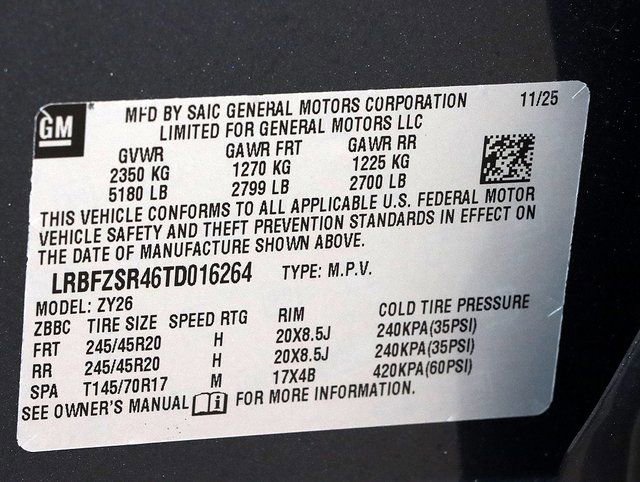 GM
MFD BY SAIC GENERAL MOTORS CORPORATION 11/25
LIMITED FOR GENERAL MOTORS LLC
GVWR GAWR FRT GAWR RR
2350 KG 1270 KG 1225 KG
5180 LB 2799 LB 2700 LB
THIS VEHICLE CONFORMS TO ALL APPLICABLE U.S. FEDERAL MOTOR
VEHICLE SAFETY AND THEFT PREVENTION STANDARDS IN EFFECT ON
THE DATE OF MANUFACTURE SHOWN ABOVE.
LRBFZSR46TD016264 TYPE: M.P.V.
MODEL: ZY26
ZBBC TIRE SIZE SPEED RTG RIM COLD TIRE PRESSURE
FRT 245/45R20 H 20X8.5J 240KPA(35PSI)
RR 245/45R20 H 20X8.5J 240KPA(35PSI)
SPA T145/70R17 M 17X4B 420KPA(60PSI)
SEE OWNER'S MANUAL i FOR MORE INFORMATION.